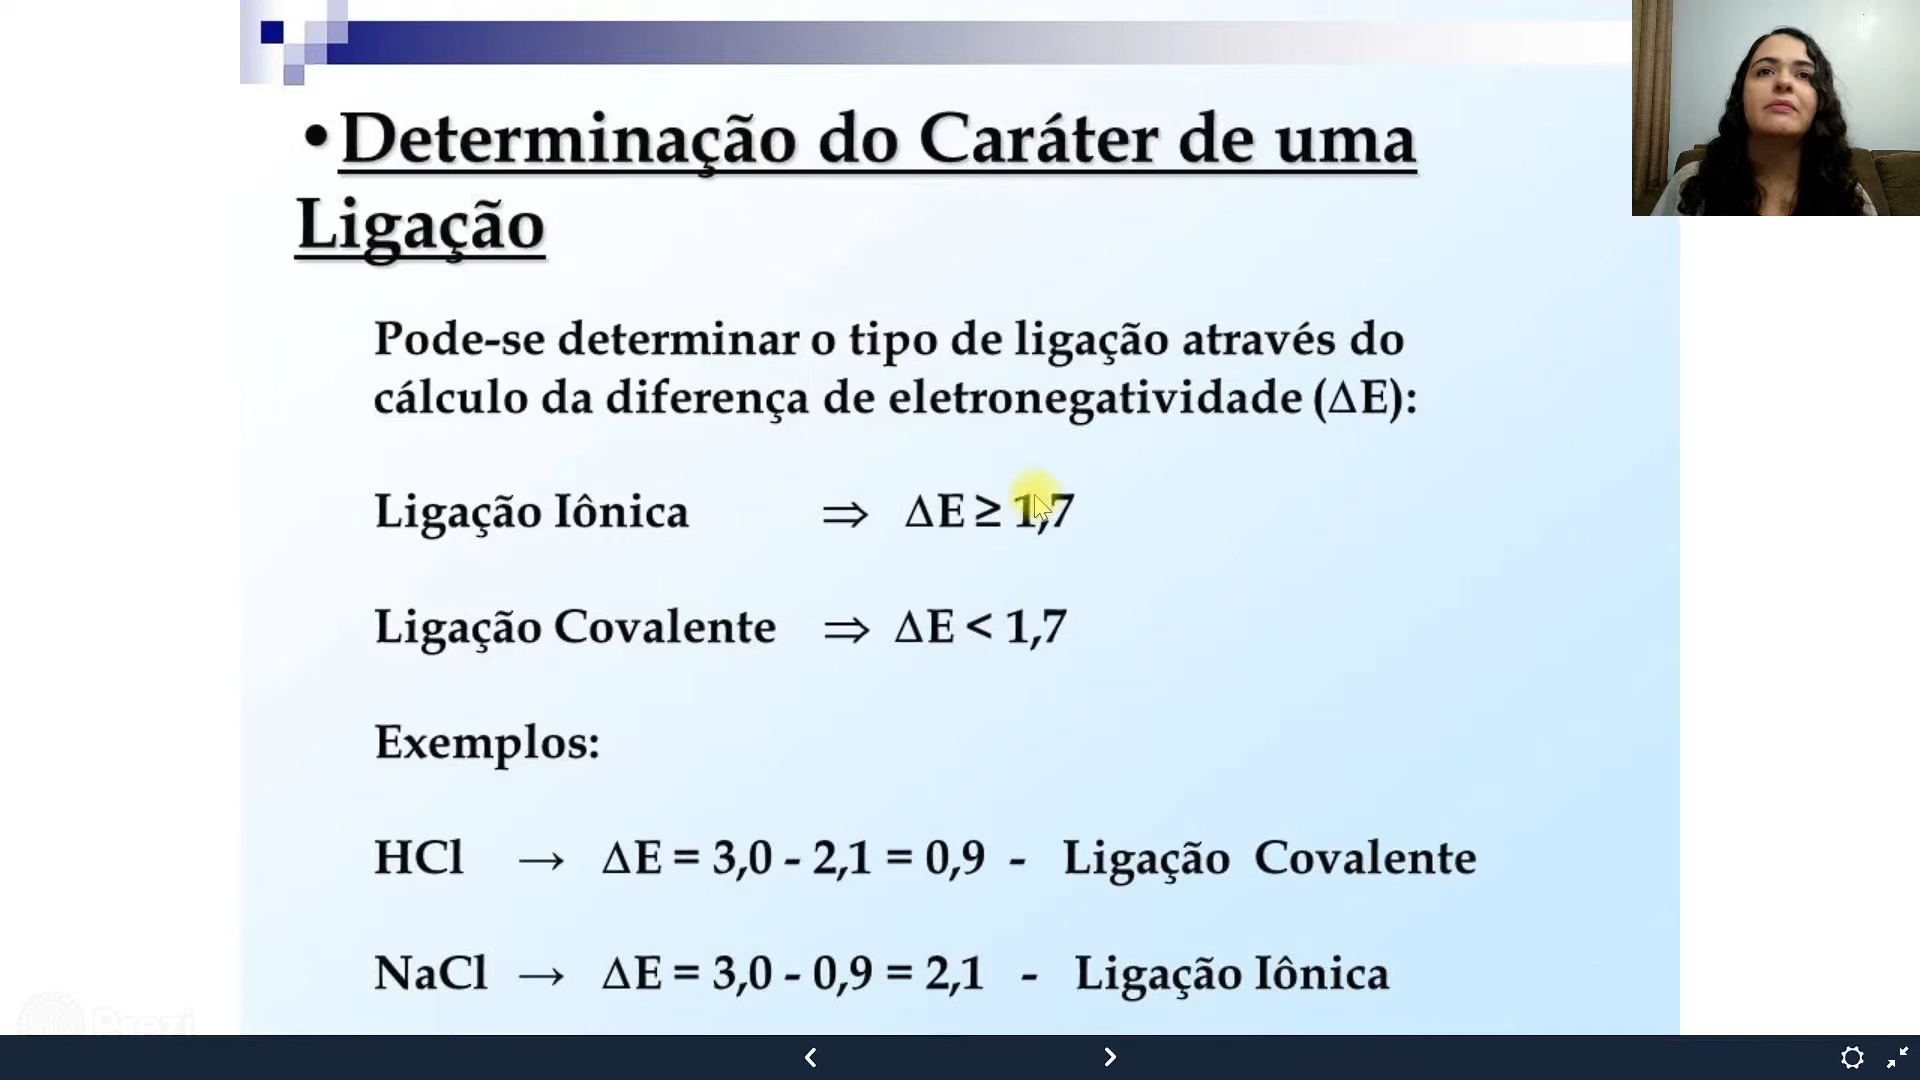 •Determinação do Caráter de uma
Ligação
Pode-se determinar o tipo de ligação através do
cálculo da diferença de eletronegatividade (ΔE):
Ligação Iônica ⇒ ΔE ≥ 1,7
Ligação Covalente ⇒ ΔE < 1,7
Exemplos:
HCl → ΔE = 3,0 - 2,1 = 0,9 - Ligação Covalente
NaCl → ΔE = 3,0 - 0,9 = 2,1 - Ligação Iônica
Prezi